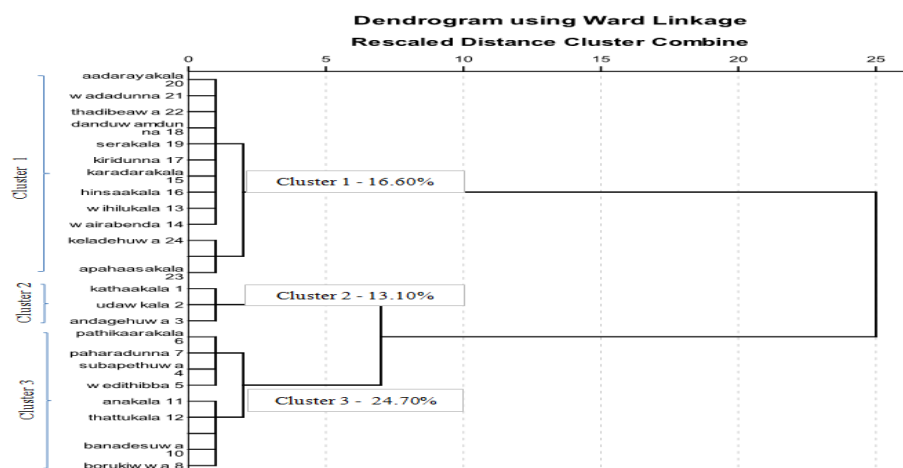 Dendrogram using Ward Linkage
Rescaled Distance Cluster Combine
0 5 10 15 20 25
Cluster 1
aadarayakala
20
w adadunna 21
thadibeaw a 22
danduw amdun
na 18
serakala 19
kiridunna 17
karadarakala
15
hinsaakala 16
w ihilukala 13
w airabenda 14
keladehuw a 24
apahaasakala
23
Cluster 1 - 16.60%
Cluster 2
kathaakala 1
udaw kala 2
andagehuw a 3
Cluster 2 - 13.10%
Cluster 3
pathikaarakala
6
paharadunna 7
subapethuw a
4
w edithibba 5
anakala 11
thattukala 12
banadesuw a
10
borukiw w a 8
Cluster 3 - 24.70%